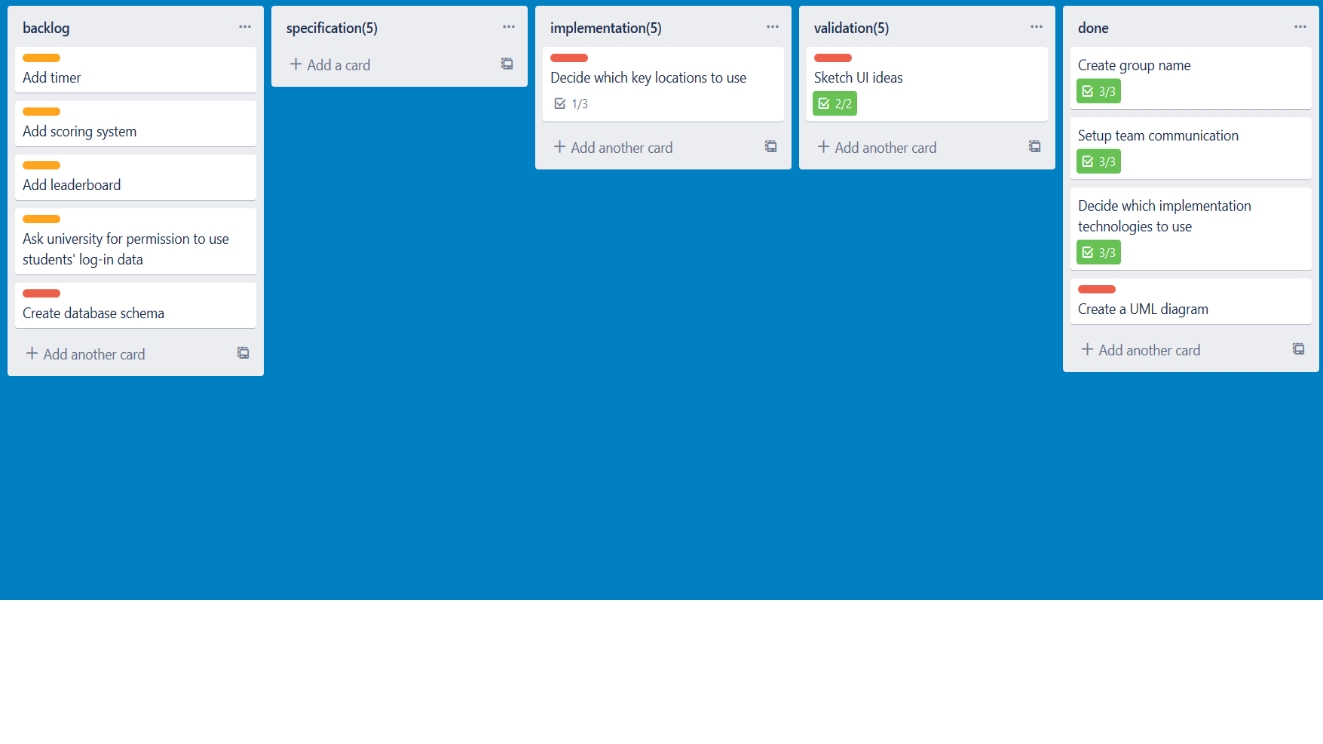 backlog
Add timer
Add scoring system
Add leaderboard
Ask university for permission to use
students' log-in data
Create database schema
+ Add another card
specification(5)
+ Add a card
implementation(5)
Decide which key locations to use
1/3
+ Add another card
validation(5)
Sketch UI ideas
2/2
+ Add another card
done
Create group name
3/3
Setup team communication
3/3
Decide which implementation
technologies to use
3/3
Create a UML diagram
+ Add another card